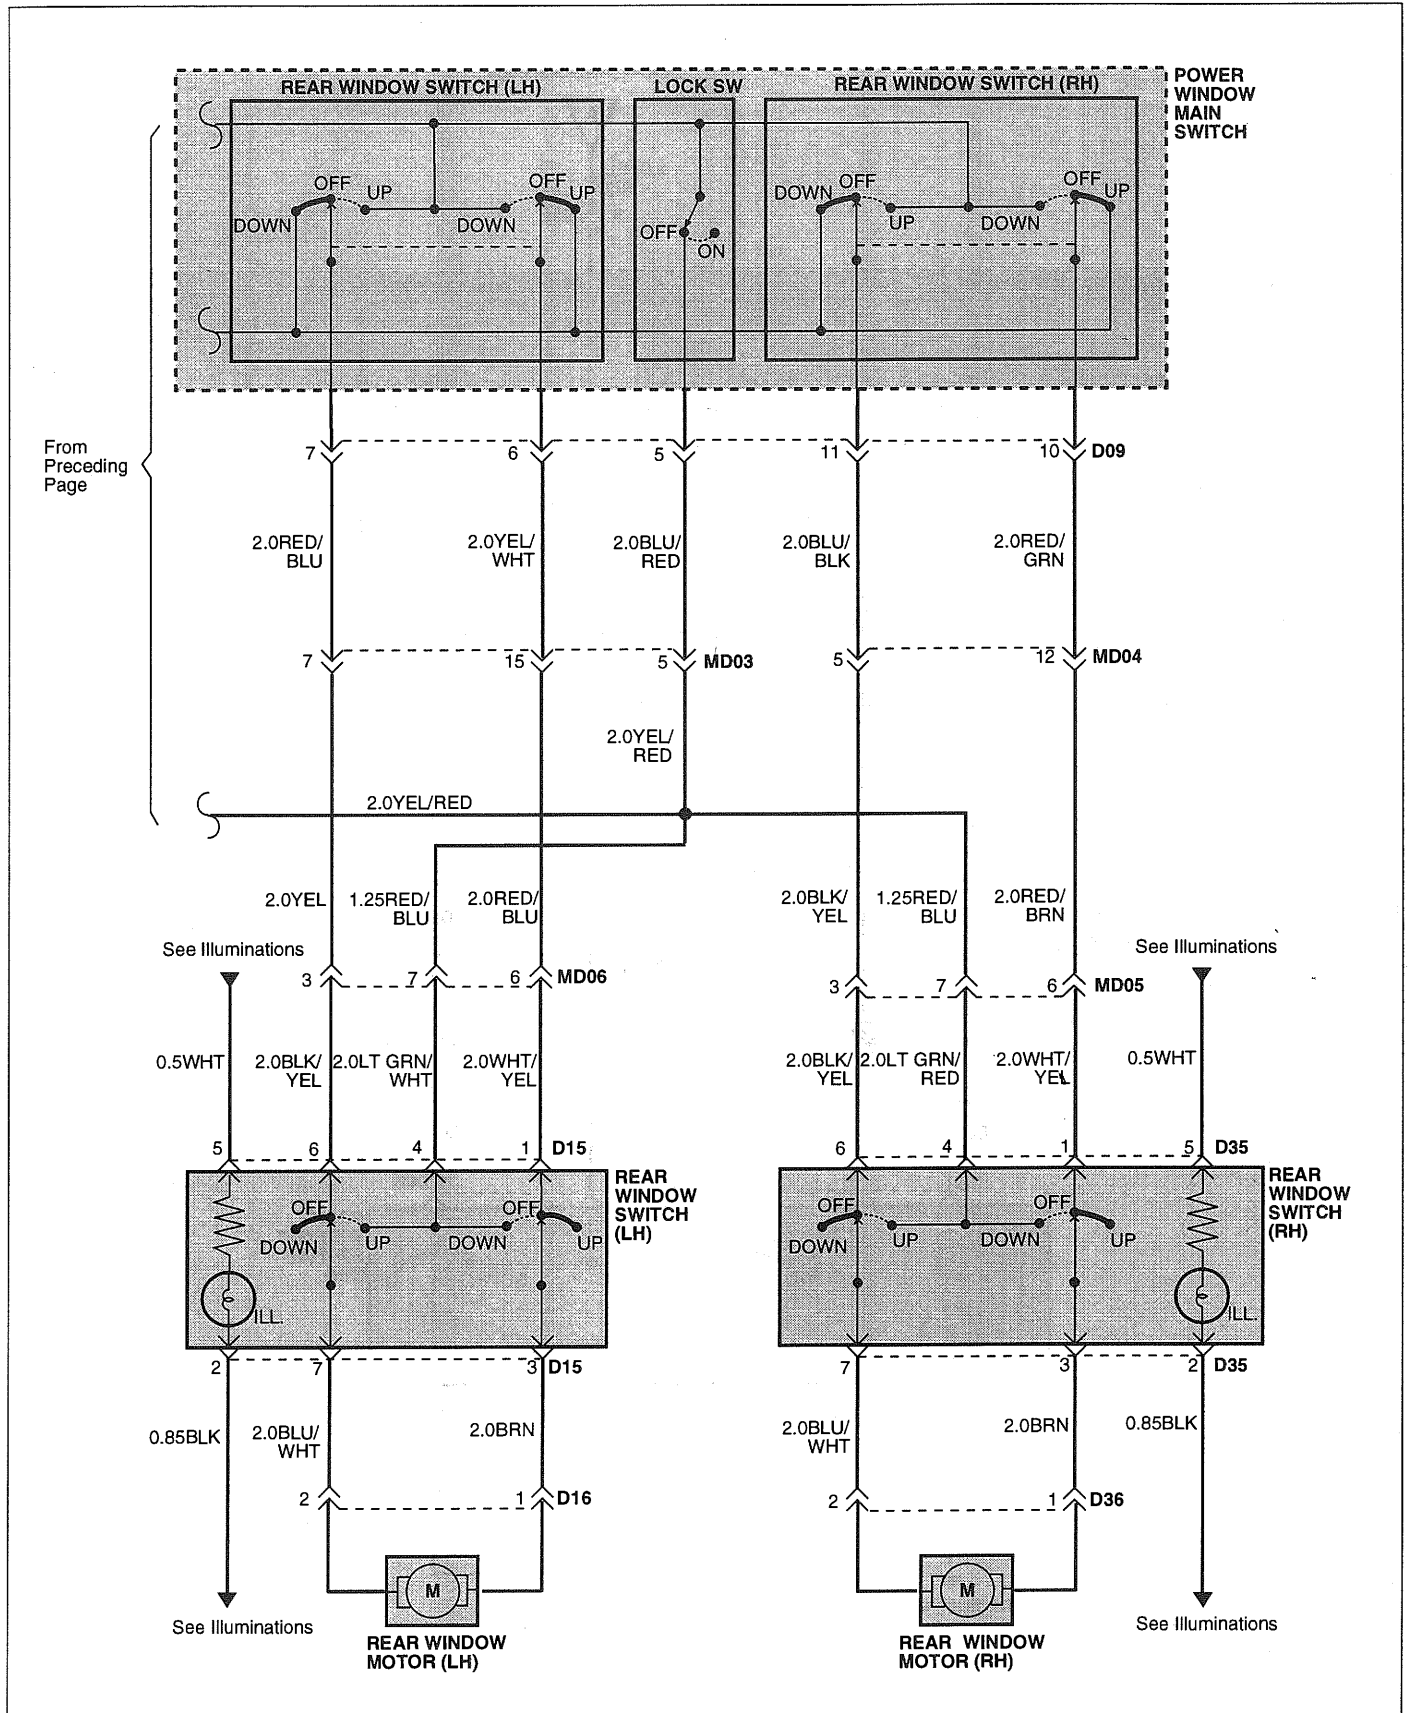 REAR WINDOW SWITCH (LH)
LOCK SW
REAR WINDOW SWITCH (RH)
POWER
WINDOW
MAIN
SWITCH
OFF
UP
DOWN
OFF
UP
DOWN
OFF
ON
DOWN
OFF
UP
OFF
UP
DOWN
From
Preceding
Page
7
6
5
11
10
D09
2.0RED/
BLU
2.0YEL/
WHT
2.0BLU/
RED
2.0BLU/
BLK
2.0RED/
GRN
7
15
5
MD03
5
12
MD04
2.0YEL/
RED
2.0YEL/RED
2.0YEL
1.25RED/
BLU
2.0RED/
BLU
2.0BLK/
YEL
1.25RED/
BLU
2.0RED/
BRN
See Illuminations
See Illuminations
3
7
6
MD06
3
7
6
MD05
0.5WHT
2.0BLK/
YEL
2.0LT GRN/
WHT
2.0WHT/
YEL
2.0BLK/
YEL
2.0LT GRN/
RED
2.0WHT/
YEL
0.5WHT
5
6
4
1
D15
6
4
1
5
D35
REAR
WINDOW
SWITCH
(LH)
REAR
WINDOW
SWITCH
(RH)
OFF
DOWN
UP
OFF
DOWN
UP
ILL.
OFF
DOWN
UP
OFF
DOWN
UP
ILL.
2
7
3
D15
7
3
2
D35
0.85BLK
2.0BLU/
WHT
2.0BRN
2.0BLU/
WHT
2.0BRN
0.85BLK
2
1
D16
2
1
D36
M
M
See Illuminations
See Illuminations
REAR WINDOW
MOTOR (LH)
REAR WINDOW
MOTOR (RH)